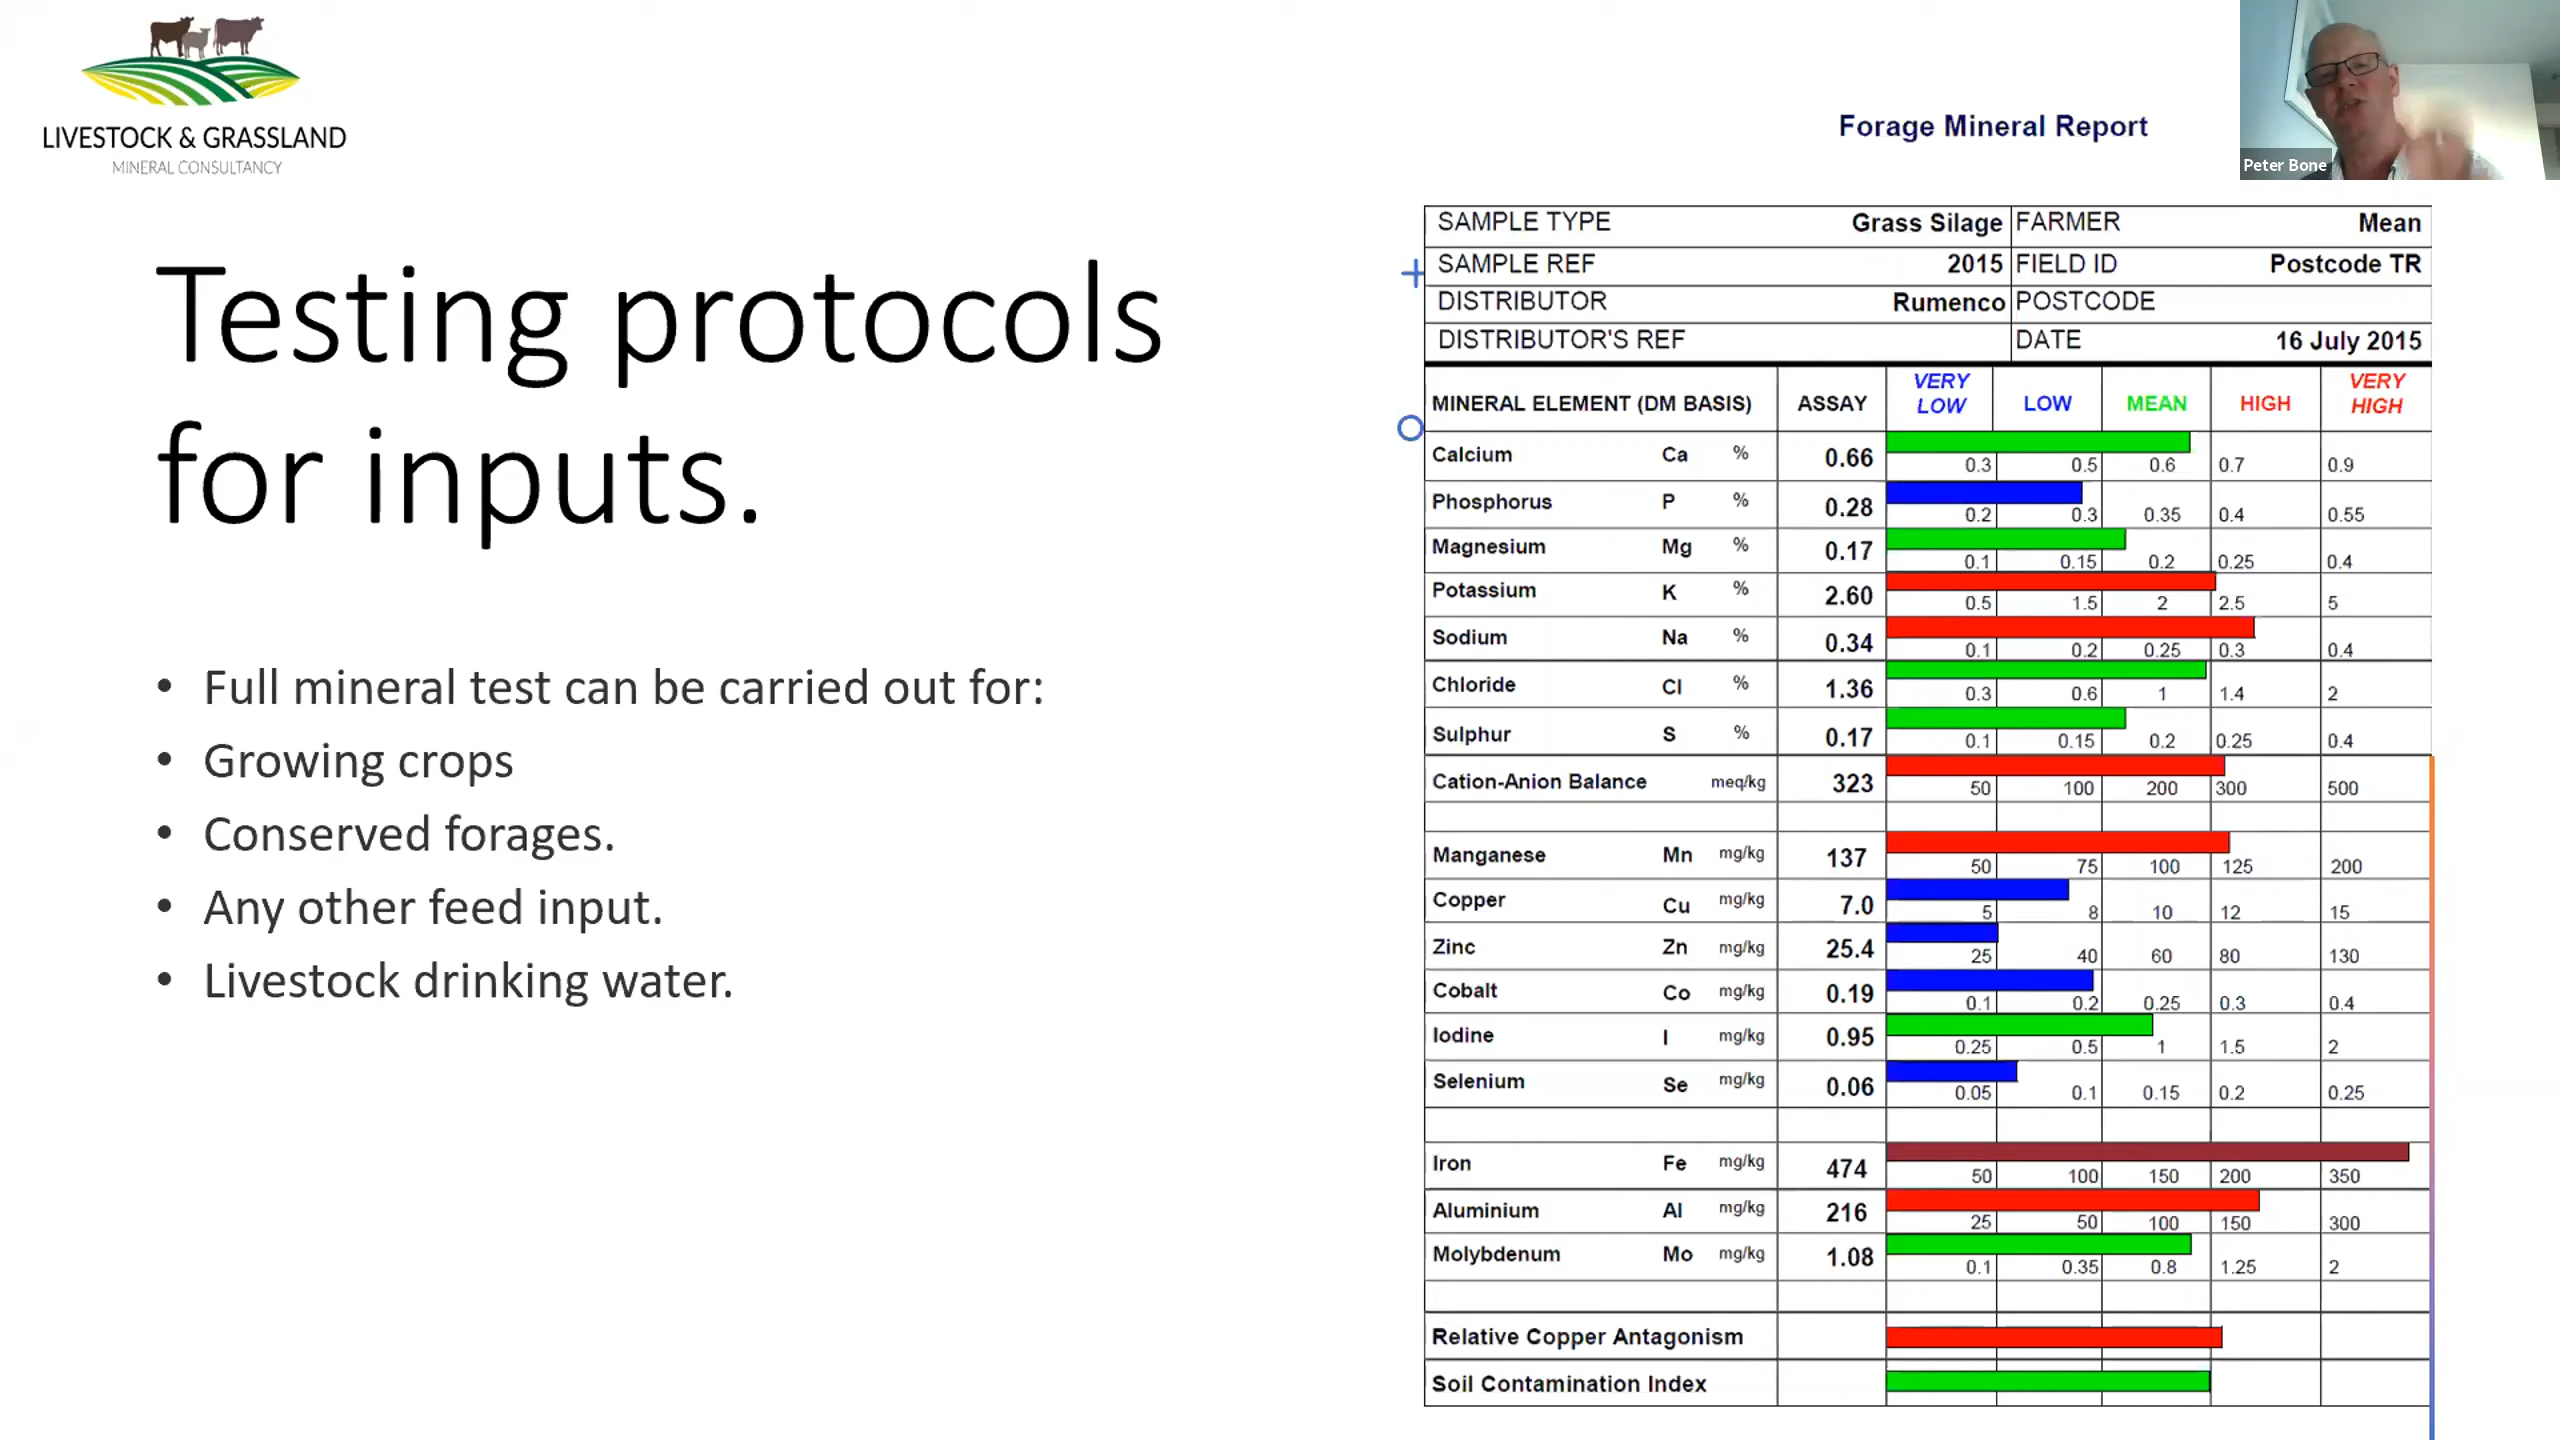 LIVESTOCK & GRASSLAND
MINERAL CONSULTANCY
Testing protocols
for inputs.
• Full mineral test can be carried out for:
• Growing crops
• Conserved forages.
• Any other feed input.
• Livestock drinking water.
Forage Mineral Report
Peter Bone
SAMPLE TYPE Grass Silage FARMER Mean
SAMPLE REF 2015 FIELD ID Postcode TR
DISTRIBUTOR Rumenco POSTCODE
DISTRIBUTOR'S REF DATE 16 July 2015
MINERAL ELEMENT (DM BASIS) ASSAY VERY LOW LOW MEAN HIGH VERY HIGH
Calcium Ca % 0.66 0.3 0.5 0.6 0.7 0.9
Phosphorus P % 0.28 0.2 0.3 0.35 0.4 0.55
Magnesium Mg % 0.17 0.1 0.15 0.2 0.25 0.4
Potassium K % 2.60 0.5 1.5 2 2.5 5
Sodium Na % 0.34 0.1 0.2 0.25 0.3 0.4
Chloride Cl % 1.36 0.3 0.6 1 1.4 2
Sulphur S % 0.17 0.1 0.15 0.2 0.25 0.4
Cation-Anion Balance meq/kg 323 50 100 200 300 500
Manganese Mn mg/kg 137 50 75 100 125 200
Copper Cu mg/kg 7.0 5 8 10 12 15
Zinc Zn mg/kg 25.4 25 40 60 80 130
Cobalt Co mg/kg 0.19 0.1 0.2 0.25 0.3 0.4
Iodine I mg/kg 0.95 0.25 0.5 1 1.5 2
Selenium Se mg/kg 0.06 0.05 0.1 0.15 0.2 0.25
Iron Fe mg/kg 474 50 100 150 200 350
Aluminium Al mg/kg 216 25 50 100 150 300
Molybdenum Mo mg/kg 1.08 0.1 0.35 0.8 1.25 2
Relative Copper Antagonism
Soil Contamination Index